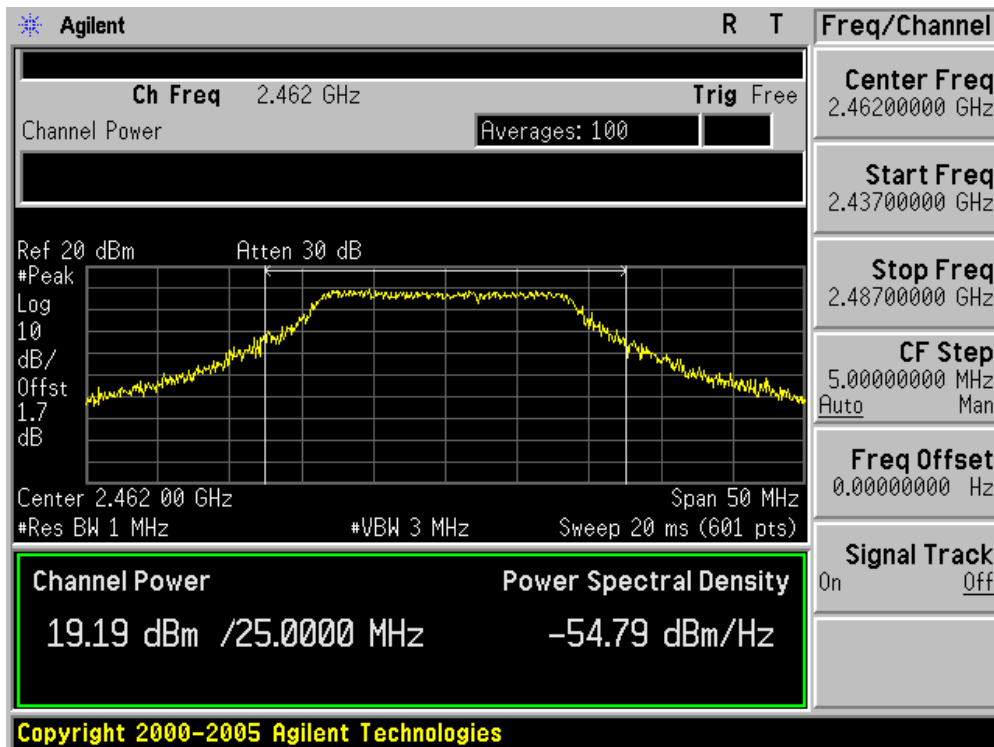 Agilent R T
Freq/Channel
Ch Freq 2.462 GHz Trig Free
Channel Power Averages: 100
Ref 20 dBm Atten 30 dB
#Peak
Log
10
dB/
Offst
1.7
dB
Center 2.462 00 GHz Span 50 MHz
#Res BW 1 MHz #VBW 3 MHz Sweep 20 ms (601 pts)
Channel Power Power Spectral Density
19.19 dBm /25.0000 MHz -54.79 dBm/Hz
Center Freq
2.46200000 GHz
Start Freq
2.43700000 GHz
Stop Freq
2.48700000 GHz
CF Step
5.00000000 MHz
Auto Man
Freq Offset
0.00000000 Hz
Signal Track
On Off
Copyright 2000-2005 Agilent Technologies